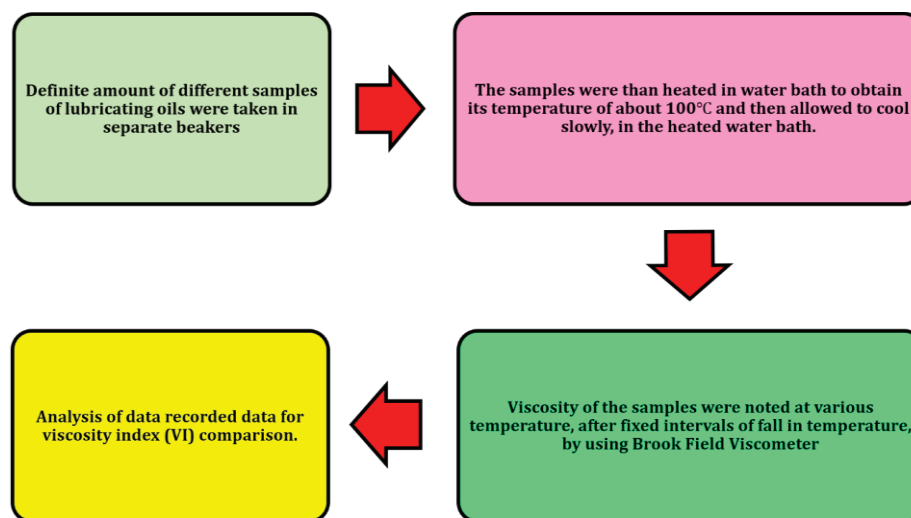 Definite amount of different samples
of lubricating oils were taken in
separate beakers
The samples were than heated in water bath to obtain
its temperature of about 100°C and then allowed to cool
slowly, in the heated water bath.
Viscosity of the samples were noted at various
temperature, after fixed intervals of fall in temperature,
by using Brook Field Viscometer
Analysis of data recorded data for
viscosity index (VI) comparison.